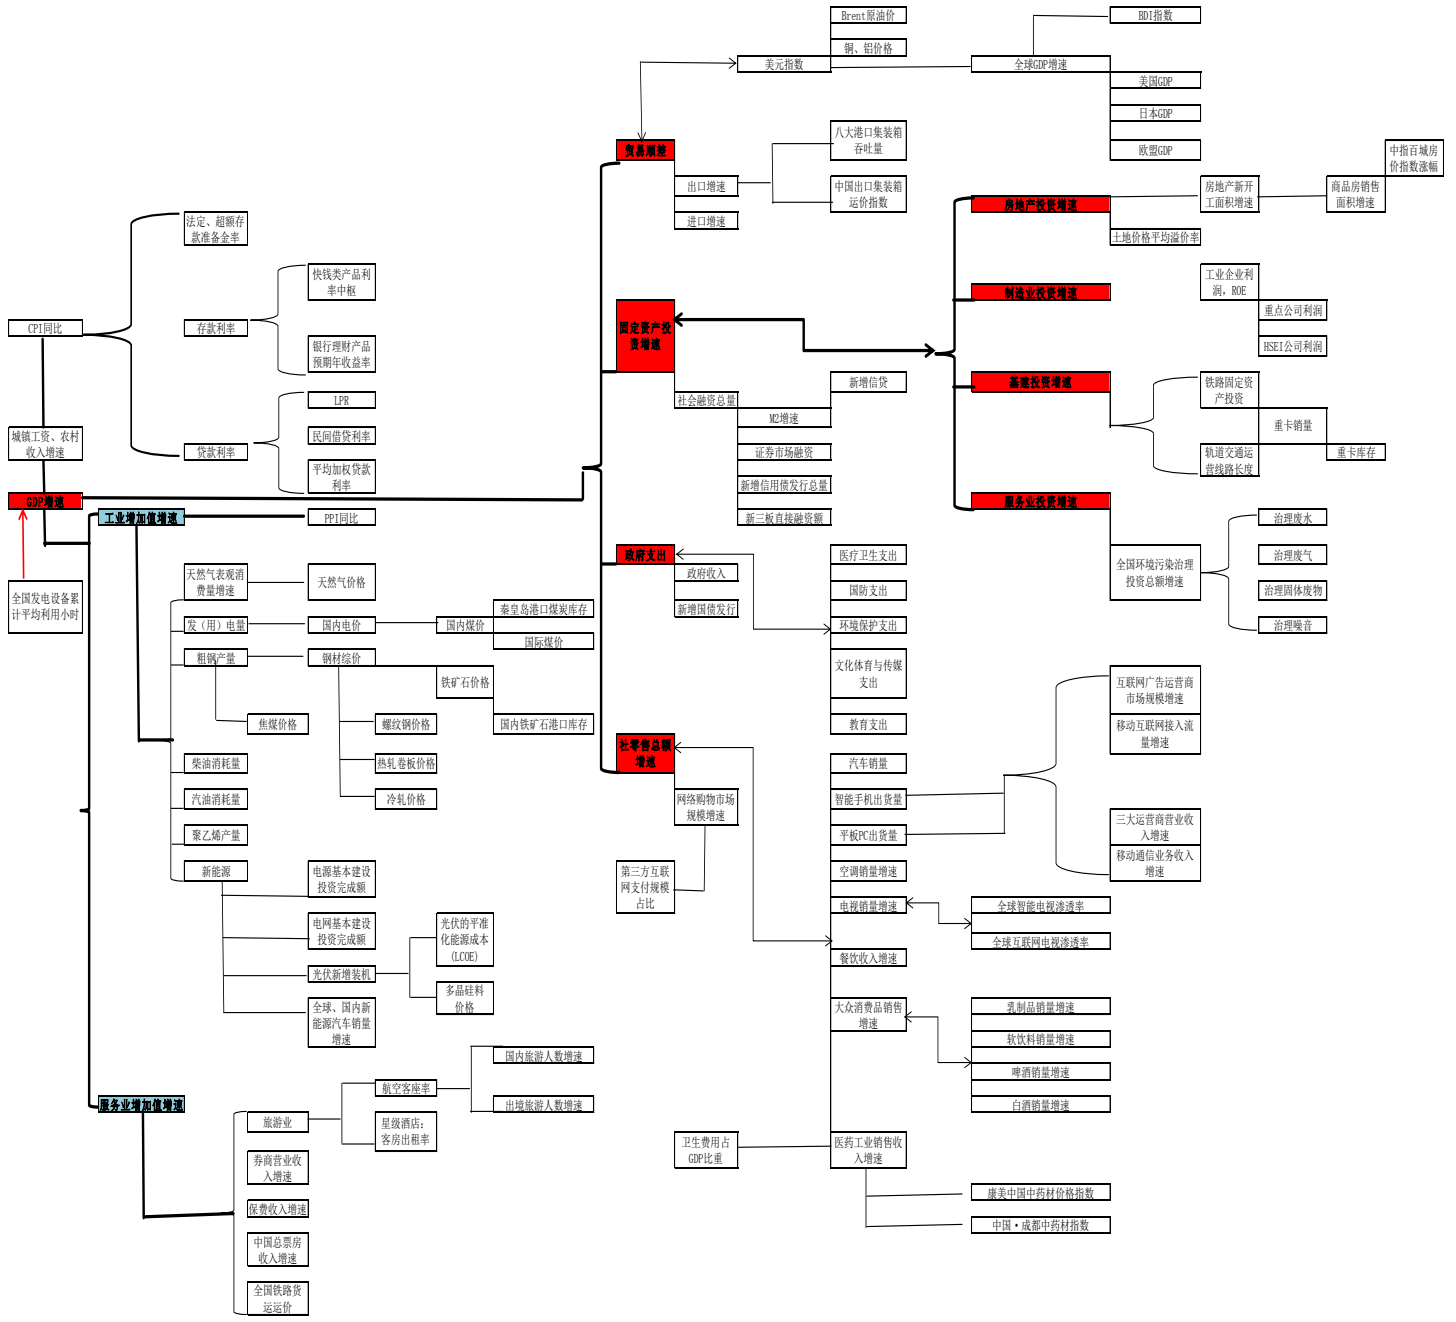 Brent原油价
铜、铝价格
美元指数
BDI指数
全球GDP增速
美国GDP
日本GDP
欧盟GDP
贸易顺差
出口增速
进口增速
八大港口集装箱
吞吐量
中国出口集装箱
运价指数
中指百城房
价指数涨幅
房地产投资增速
土地价格平均溢价率
房地产新开
工面积增速
商品房销售
面积增速
法定、超额存
款准备金率
快钱类产品利
率中枢
CPI同比
存款利率
银行理财产品
预期年收益率
LPR
民间借贷利率
贷款利率
平均加权贷款
利率
城镇工资、农村
收入增速
GDP增速
全国发电设备累
计平均利用小时
固定资产投
资增速
社会融资总量
新增信贷
M2增速
证券市场融资
新增信用债发行总量
新三板直接融资额
制造业投资增速
工业企业利
润，ROE
重点公司利润
HSEI公司利润
基建投资增速
铁路固定资
产投资
重卡销量
轨道交通运
营线路长度
重卡库存
服务业投资增速
全国环境污染治理
投资总额增速
治理废水
治理废气
治理固体废物
治理噪音
工业增加值增速
PPI同比
天然气表观消
费量增速
天然气价格
发（用）电量
国内电价
国内煤价
秦皇岛港口煤炭库存
国际煤价
粗钢产量
钢材综价
铁矿石价格
国内铁矿石港口库存
焦煤价格
螺纹钢价格
热轧卷板价格
冷轧价格
柴油消耗量
汽油消耗量
聚乙烯产量
新能源
电源基本建设
投资完成额
电网基本建设
投资完成额
光伏新增装机
光伏的平准
化能源成本
(LCOE)
多晶硅料
价格
全球、国内新
能源汽车销量
增速
政府支出
政府收入
新增国债发行
医疗卫生支出
国防支出
环境保护支出
文化体育与传媒
支出
教育支出
社零售总额
增速
网络购物市场
规模增速
第三方互联
网支付规模
占比
汽车销量
智能手机出货量
平板PC出货量
空调销量增速
电视销量增速
餐饮收入增速
大众消费品销售
增速
互联网广告运营商
市场规模增速
移动互联网接入流
量增速
三大运营商营业收
入增速
移动通信业务收入
增速
全球智能电视渗透率
全球互联网电视渗透率
乳制品销量增速
软饮料销量增速
啤酒销量增速
白酒销量增速
卫生费用占
GDP比重
医药工业销售收
入增速
康美中国中药材价格指数
中国·成都中药材指数
服务业增加值增速
旅游业
航空客座率
国内旅游人数增速
出境旅游人数增速
星级酒店：
客房出租率
券商营业收
入增速
保费收入增速
中国总票房
收入增速
全国铁路货
运运价